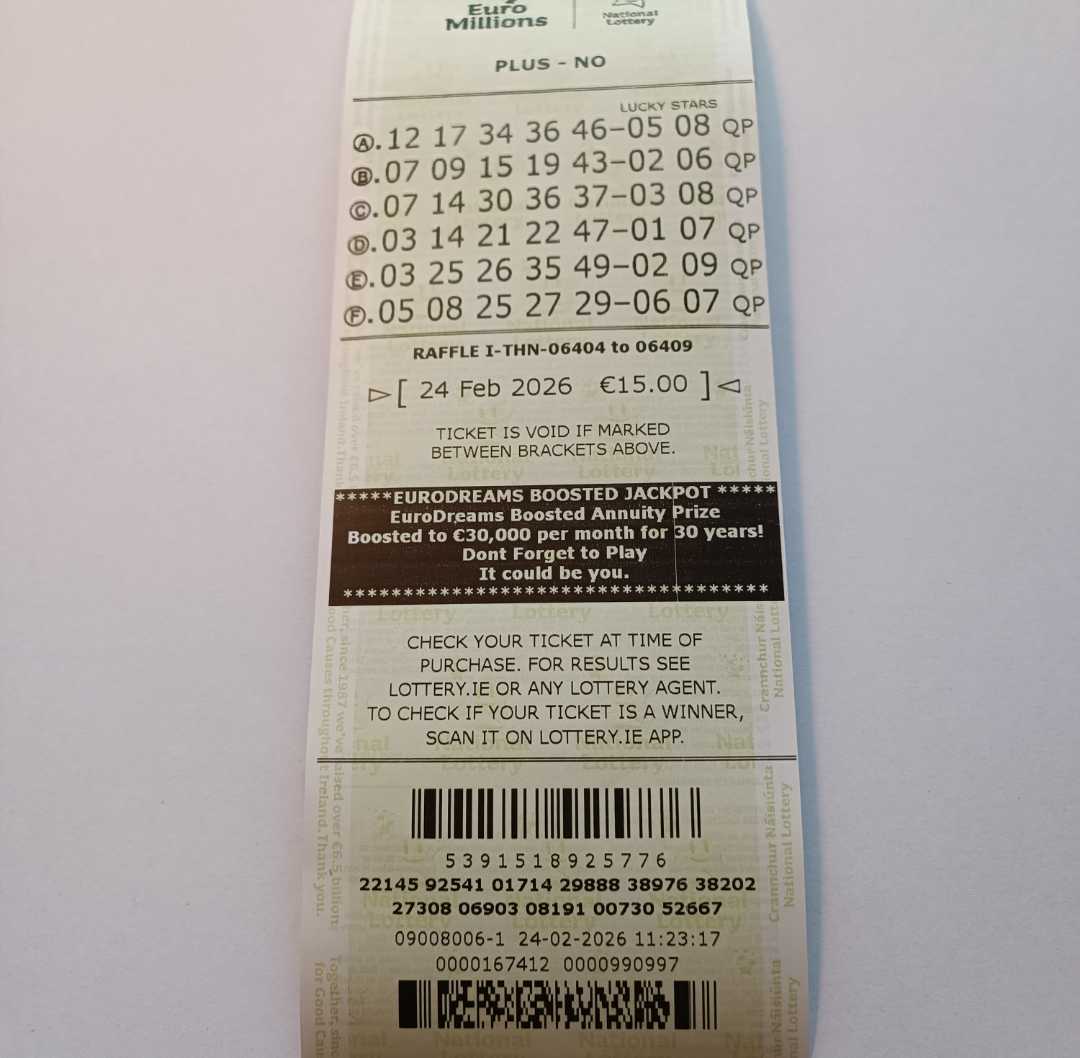 Euro
Millions
National
Lottery
PLUS - NO
LUCKY STARS
Ⓐ.12 17 34 36 46-05 08 QP
Ⓑ.07 09 15 19 43-02 06 QP
Ⓒ.07 14 30 36 37-03 08 QP
Ⓓ.03 14 21 22 47-01 07 QP
Ⓔ.03 25 26 35 49-02 09 QP
Ⓕ.05 08 25 27 29-06 07 QP
RAFFLE I-THN-06404 to 06409
[ 24 Feb 2026 €15.00 ]
TICKET IS VOID IF MARKED
BETWEEN BRACKETS ABOVE.
*****EURODREAMS BOOSTED JACKPOT *****
EuroDreams Boosted Annuity Prize
Boosted to €30,000 per month for 30 years!
Dont Forget to Play
It could be you.
************************************
CHECK YOUR TICKET AT TIME OF
PURCHASE. FOR RESULTS SEE
LOTTERY.IE OR ANY LOTTERY AGENT.
TO CHECK IF YOUR TICKET IS A WINNER,
SCAN IT ON LOTTERY.IE APP.
5391518925776
22145 92541 01714 29888 38976 38202
27308 06903 08191 00730 52667
09008006-1 24-02-2026 11:23:17
0000167412 0000990997
Crannchur Náisiúnta
National Lottery